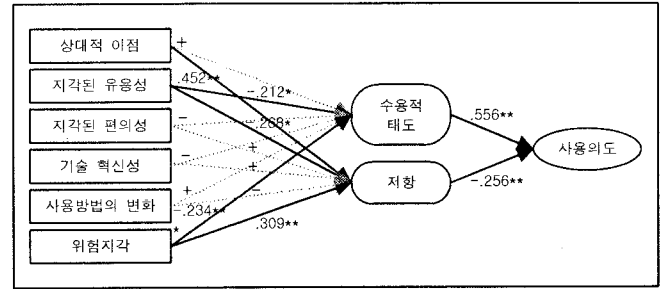 상대적 이점
지각된 유용성
지각된 편의성
기술 혁신성
사용방법의 변화
위험지각
+
.452**
-.212*
-.268*
−
+
−
+
+
−
-.234**
*
.309**
수용적
태도
저항
.556**
-.256**
사용의도